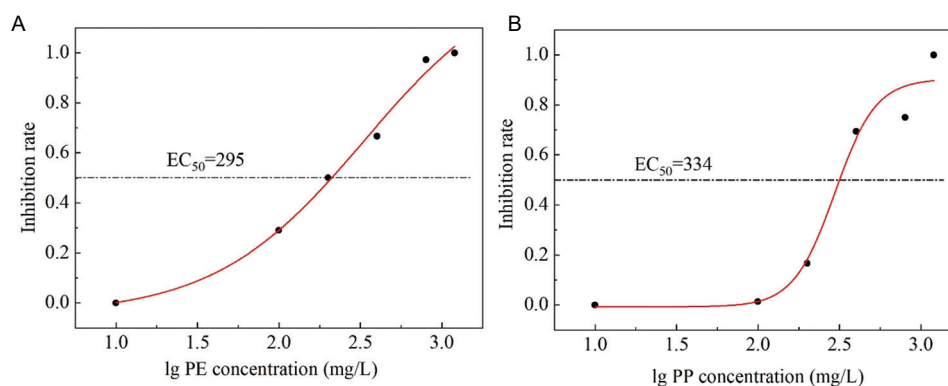 A
Inhibition rate
1.0
0.8
0.6
0.4
0.2
0.0
EC50=295
1.0 1.5 2.0 2.5 3.0
lg PE concentration (mg/L)
B
Inhibition rate
1.0
0.8
0.6
0.4
0.2
0.0
EC50=334
1.0 1.5 2.0 2.5 3.0
lg PP concentration (mg/L)